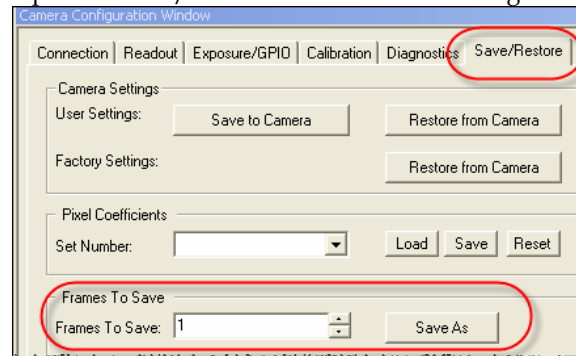 Camera Configuration Window
Connection Readout Exposure/GPIO Calibration Diagnostics Save/Restore
Camera Settings
User Settings: Save to Camera Restore from Camera
Factory Settings: Restore from Camera
Pixel Coefficients
Set Number: Load Save Reset
Frames To Save
Frames To Save: 1 Save As